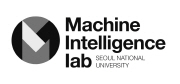 Machine
Intelligence
lab SEOUL NATIONAL
UNIVERSITY